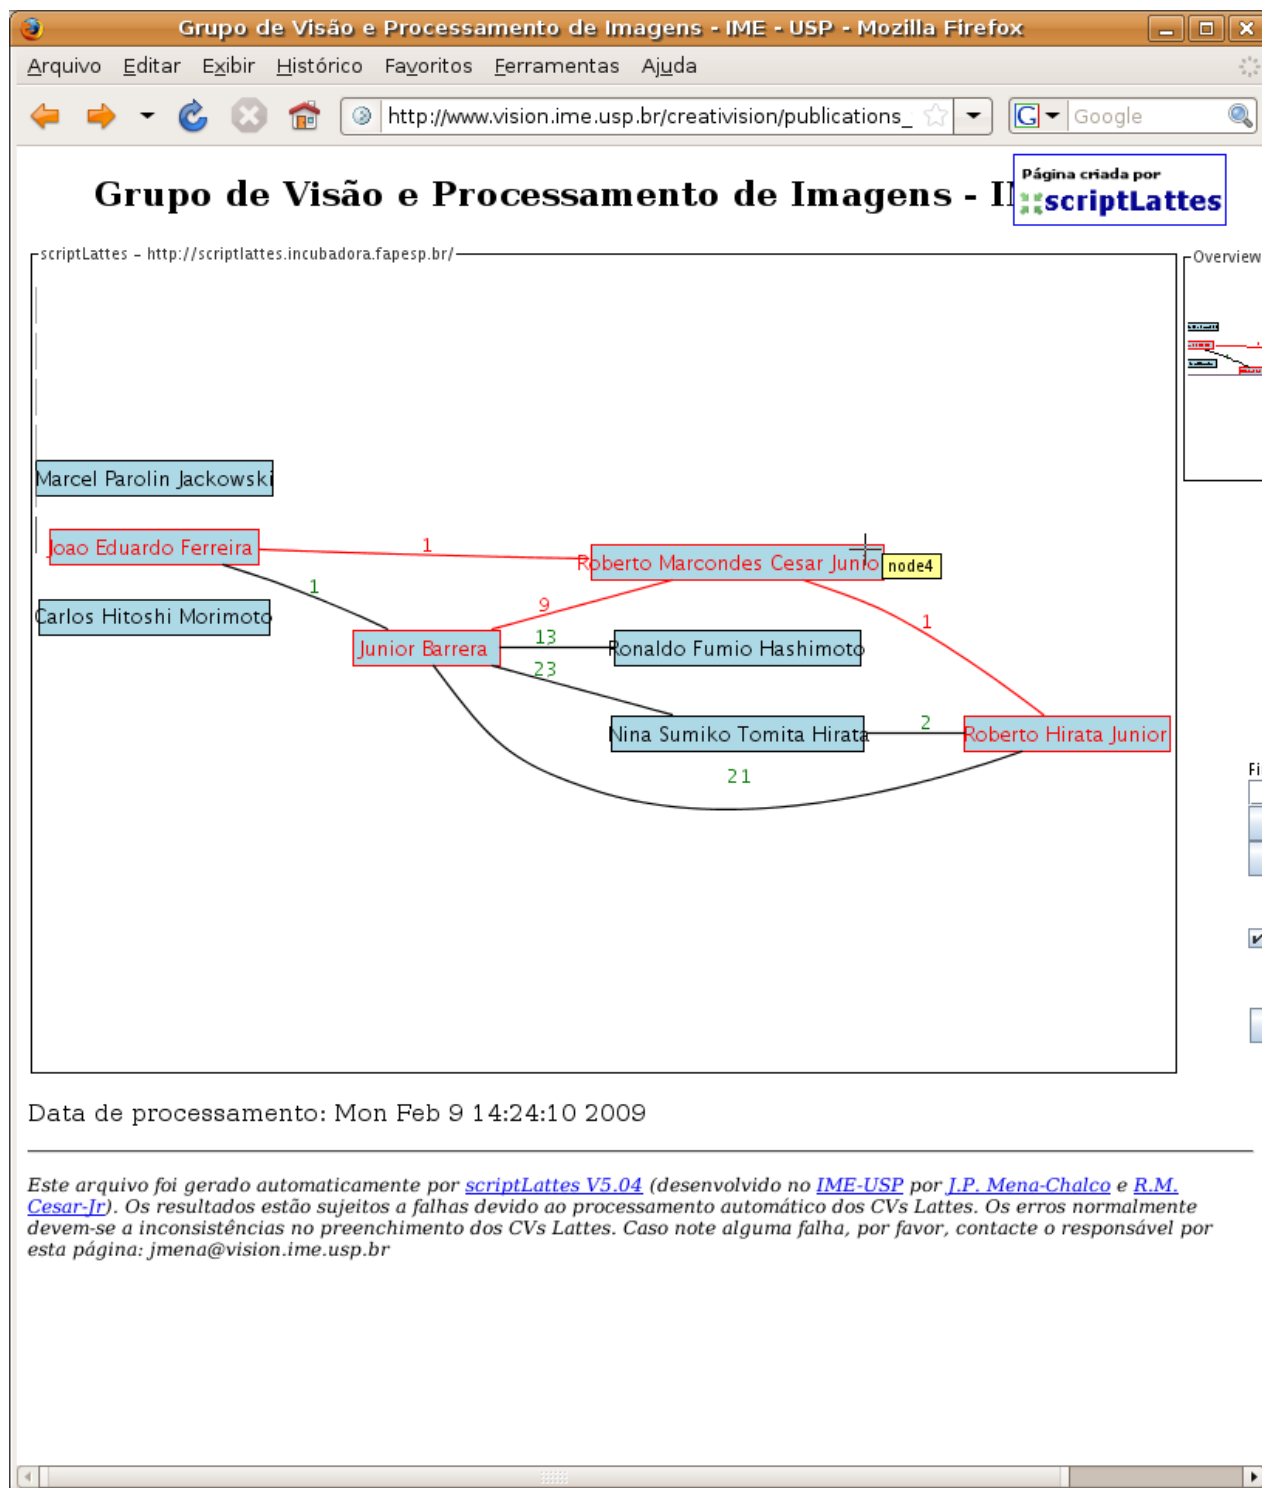 Grupo de Visão e Processamento de Imagens - IME - USP - Mozilla Firefox
Arquivo Editar Exibir Histórico Favoritos Ferramentas Ajuda
http://www.vision.ime.usp.br/creativision/publications_
Google
Grupo de Visão e Processamento de Imagens -
Página criada por
scriptLattes
scriptLattes - http://scriptlattes.incubadora.fapesp.br/
Overview
Marcel Parolin Jackowski
Joao Eduardo Ferreira
1
Roberto Marcondes Cesar Junio
node4
1
Carlos Hitoshi Morimoto
9
1
Junior Barrera
13
Ronaldo Fumio Hashimoto
23
Nina Sumiko Tomita Hirata
2
Roberto Hirata Junior
21
Fi
Data de processamento: Mon Feb 9 14:24:10 2009
Este arquivo foi gerado automaticamente por scriptLattes V5.04 (desenvolvido no IME-USP por J.P. Mena-Chalco e R.M.
Cesar-Jr). Os resultados estão sujeitos a falhas devido ao processamento automático dos CVs Lattes. Os erros normalmente
devem-se a inconsistências no preenchimento dos CVs Lattes. Caso note alguma falha, por favor, contacte o responsável por
esta página: jmena@vision.ime.usp.br